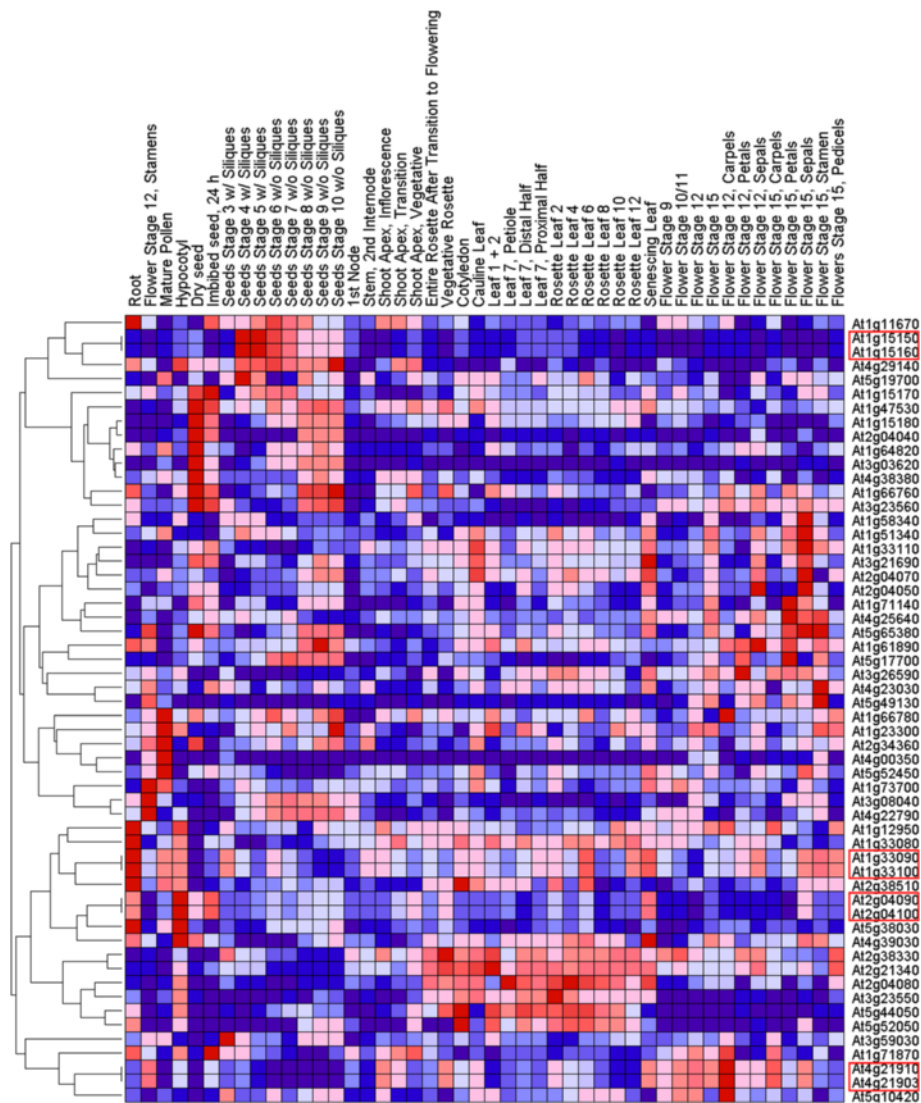 Root
Flower Stage 12, Stamens
Mature Pollen
Hypocotyl
Dry seed
Imbibed seed, 24 h
Seeds Stage 3 w/ Siliques
Seeds Stage 4 w/ Siliques
Seeds Stage 5 w/ Siliques
Seeds Stage 6 w/o Siliques
Seeds Stage 7 w/o Siliques
Seeds Stage 8 w/o Siliques
Seeds Stage 9 w/o Siliques
Seeds Stage 10 w/o Siliques
1st Node
Stem, 2nd Internode
Shoot Apex, Inflorescence
Shoot Apex, Transition
Shoot Apex, Vegetative
Entire Rosette After Transition to Flowering
Vegetative Rosette
Cotyledon
Cauline Leaf
Leaf 1 + 2
Leaf 7, Petiole
Leaf 7, Distal Half
Leaf 7, Proximal Half
Rosette Leaf 2
Rosette Leaf 4
Rosette Leaf 6
Rosette Leaf 8
Rosette Leaf 10
Rosette Leaf 12
Senescing Leaf
Flower Stage 9
Flower Stage 10/11
Flower Stage 12
Flower Stage 15
Flower Stage 12, Carpels
Flower Stage 12, Petals
Flower Stage 12, Sepals
Flower Stage 15, Carpels
Flower Stage 15, Petals
Flower Stage 15, Sepals
Flower Stage 15, Stamen
Flowers Stage 15, Pedicels
At1g11670
At1g15150
At1g15160
At4g29140
At5g19700
At1g15170
At1g47530
At1g15180
At2g04040
At1g64820
At3g03620
At4g38380
At1g66760
At3g23560
At1g58340
At1g51340
At1g33110
At3g21690
At2g04070
At2g04050
At1g71140
At4g25640
At5g65380
At1g61890
At5g17700
At3g26590
At4g23030
At5g49130
At1g66780
At1g23300
At2g34360
At4g00350
At5g52450
At1g73700
At3g08040
At4g22790
At1g12950
At1g33080
At1g33090
At1g33100
At2g38510
At2g04090
At2g04100
At5g38030
At4g39030
At2g38330
At2g21340
At2g04080
At3g23550
At5g44050
At5g52050
At3g59030
At1g71870
At4g21910
At4g21903
At5g10420